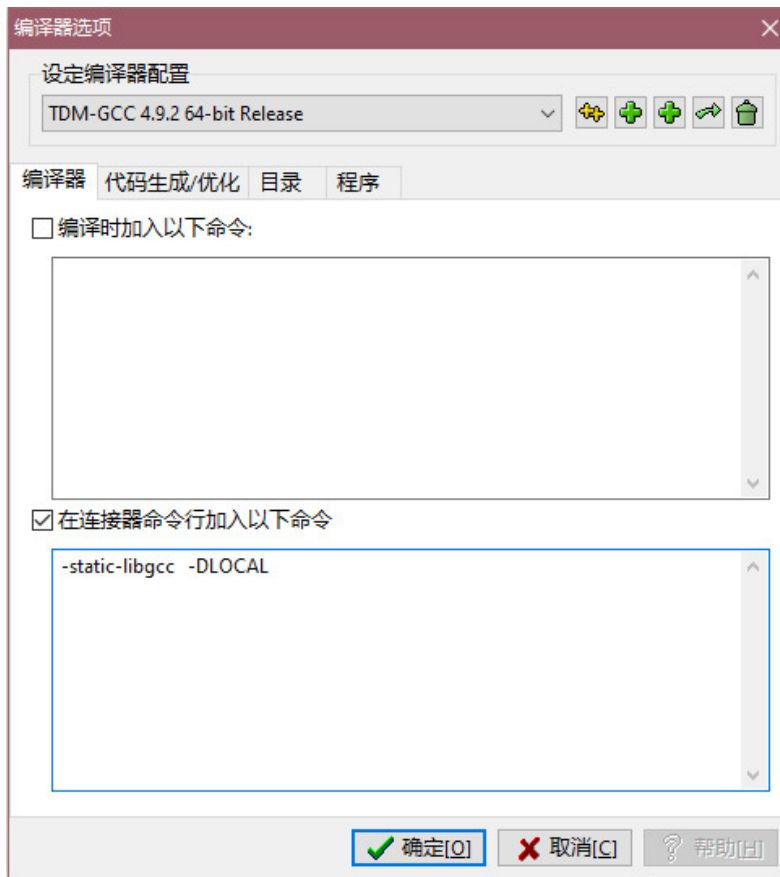 编译器选项
设定编译器配置
TDM-GCC 4.9.2 64-bit Release
编译器 代码生成/优化 目录 程序
编译时加入以下命令:
在连接器命令行加入以下命令
-static-libgcc -DLOCAL
确定[O] 取消[C] 帮助[H]